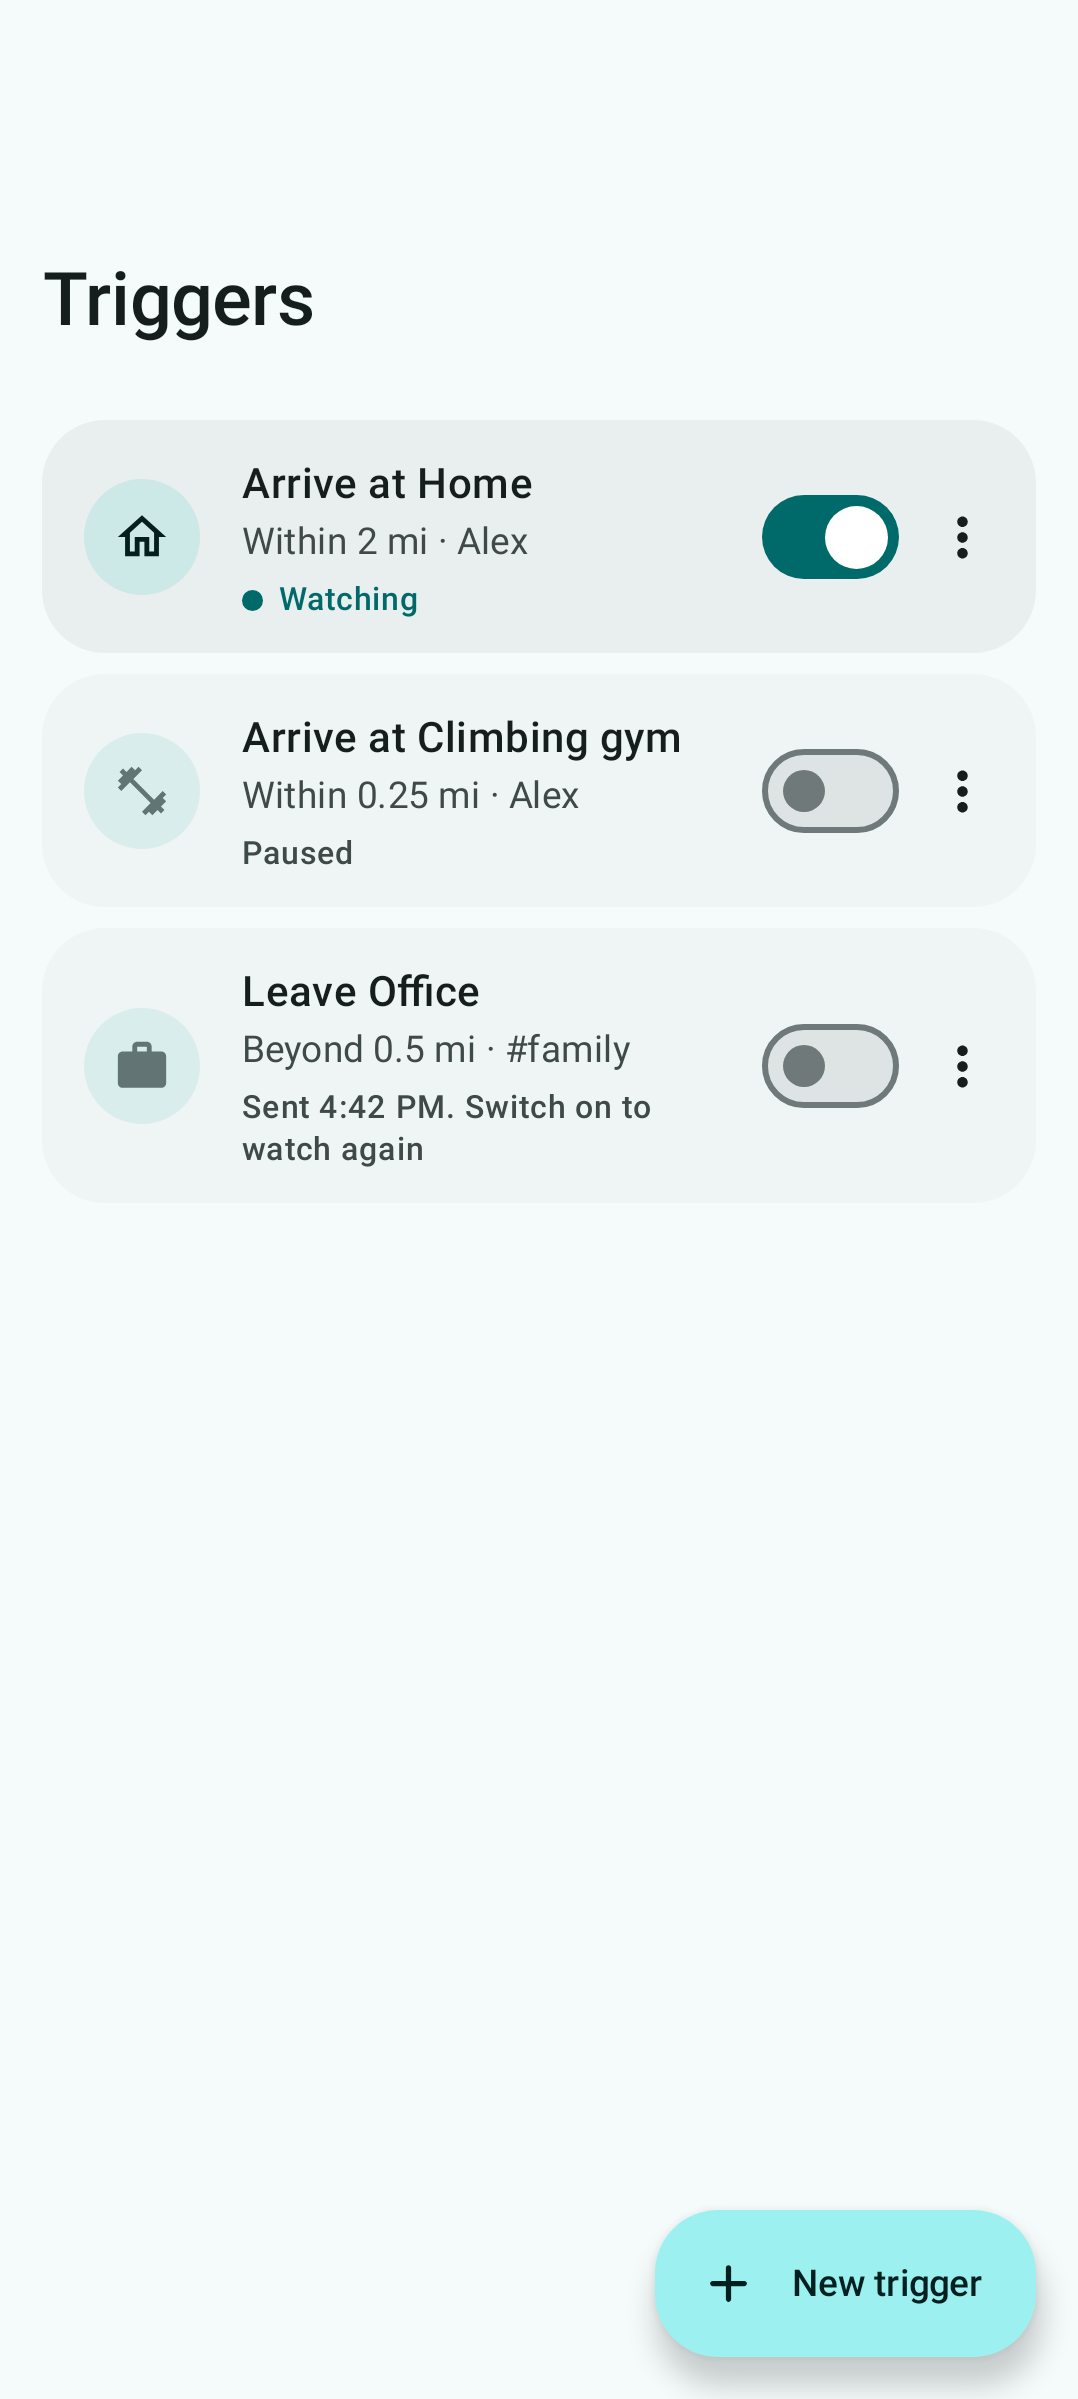 Triggers
Arrive at Home
Within 2 mi · Alex
Watching
Arrive at Climbing gym
Within 0.25 mi · Alex
Paused
Leave Office
Beyond 0.5 mi · #family
Sent 4:42 PM. Switch on to
watch again
New trigger